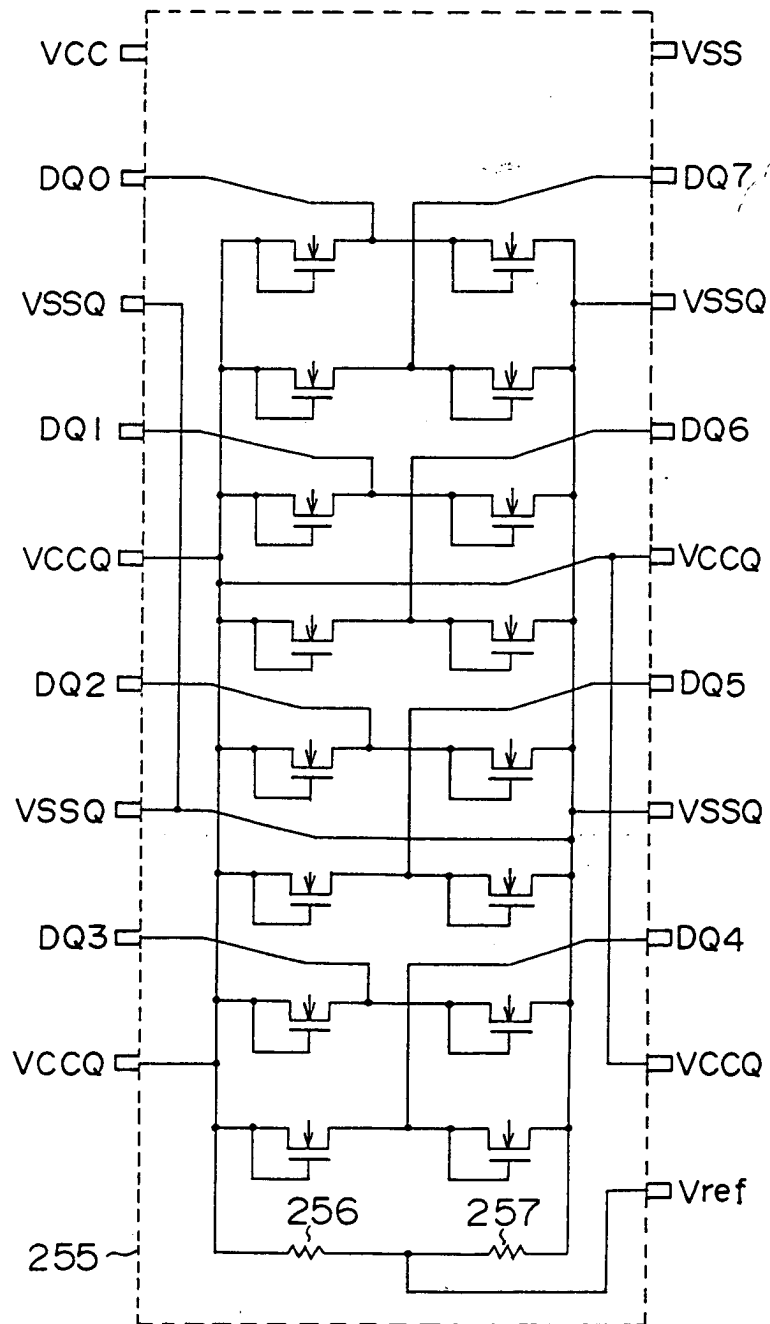 VCC VSS
DQ0 DQ7
VSSQ VSSQ
DQ1 DQ6
VCCQ VCCQ
DQ2 DQ5
VSSQ VSSQ
DQ3 DQ4
VCCQ VCCQ
Vref
256 257
255